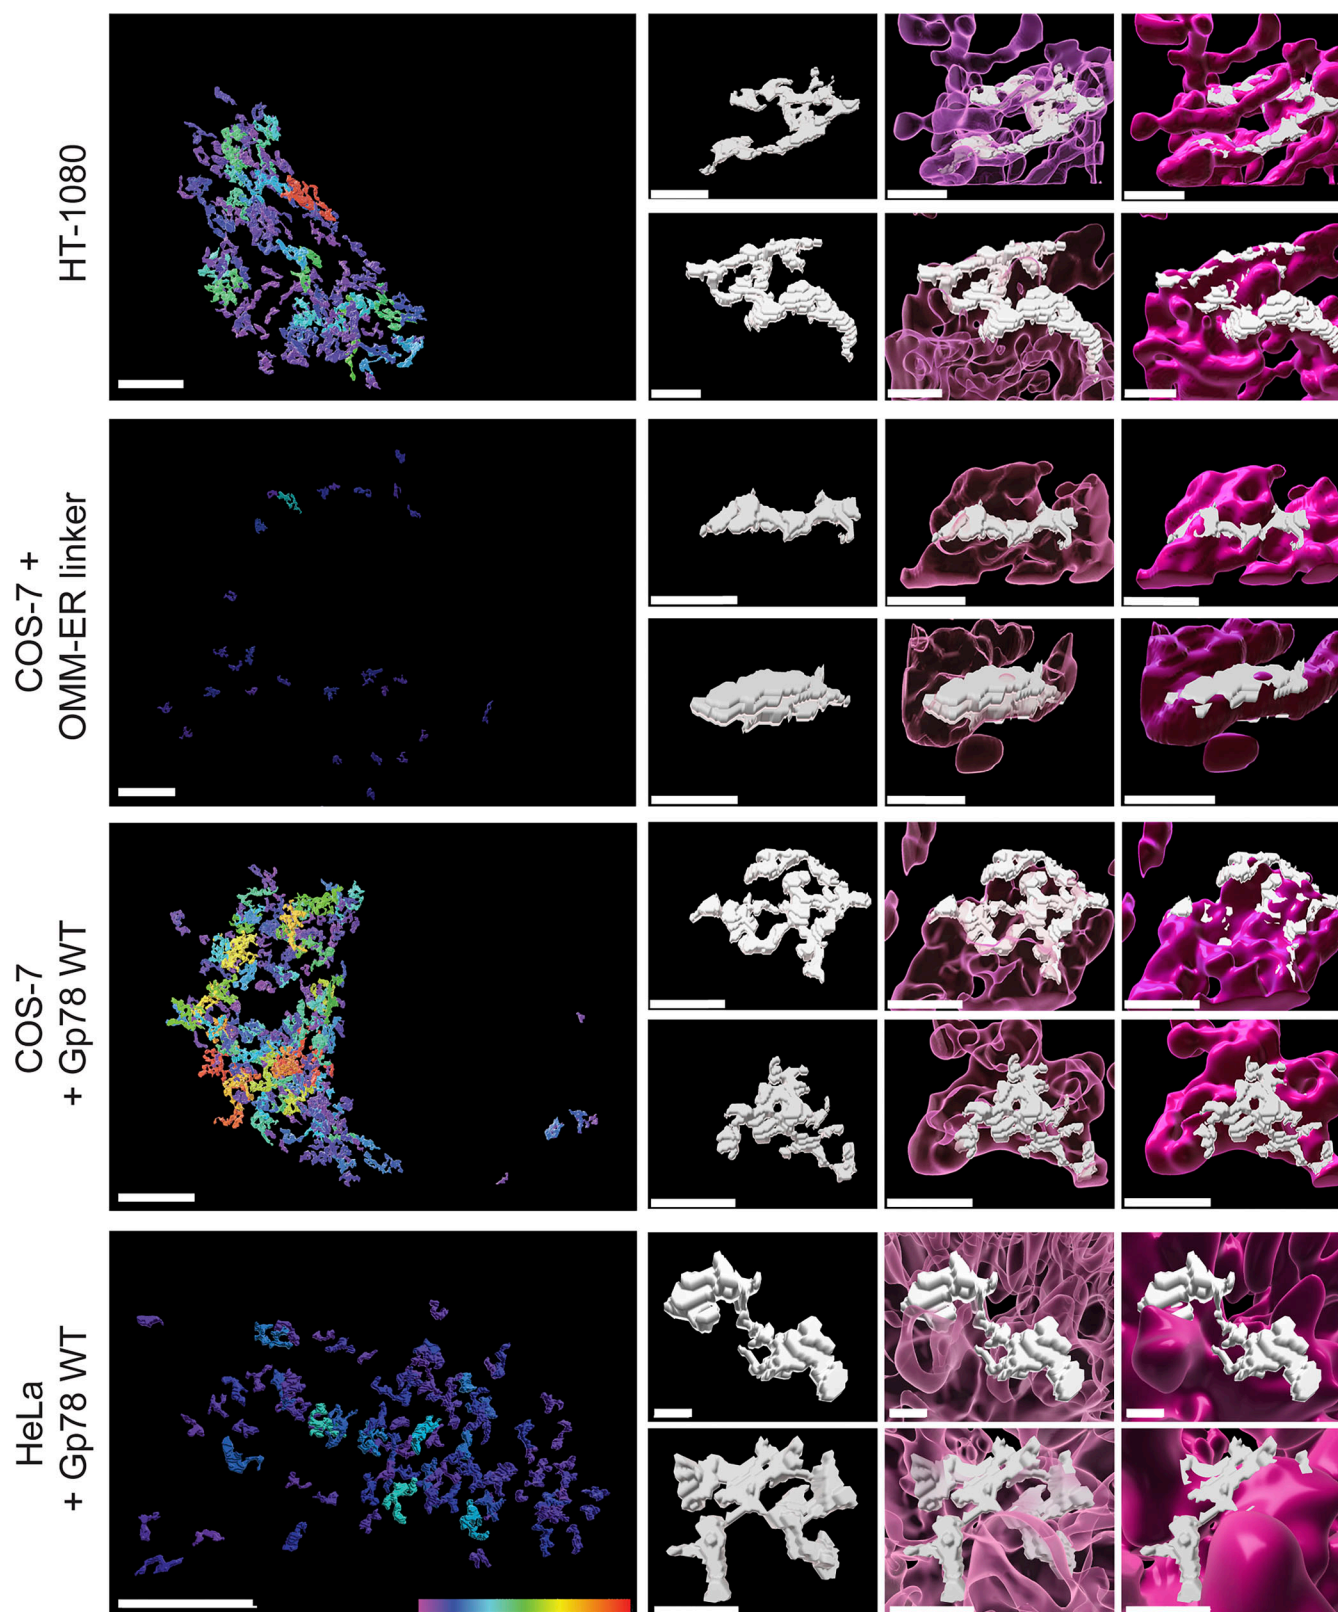 HT-1080
COS-7 +
OMM-ER linker
COS-7
+ Gp78 WT
HeLa
+ Gp78 WT